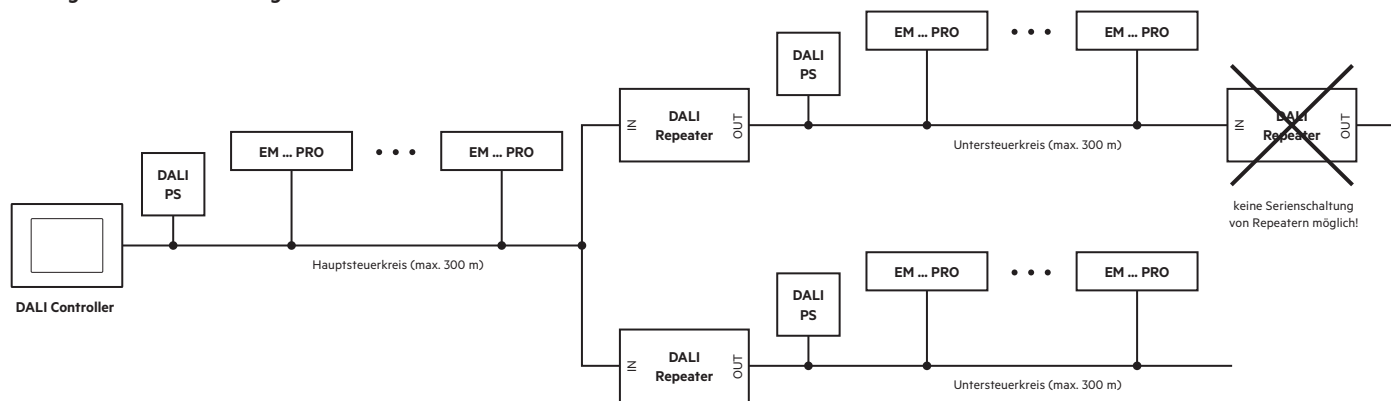 DALI
PS
EM ... PRO
• • •
EM ... PRO
DALI
PS
EM ... PRO
• • •
EM ... PRO
IN
DALI
Repeater
OUT
Untersteuerkreis (max. 300 m)
IN
DALI
Repeater
OUT
keine Serienschaltung
von Repeatern möglich!
Hauptsteuerkreis (max. 300 m)
DALI Controller
DALI
PS
EM ... PRO
• • •
EM ... PRO
IN
DALI
Repeater
OUT
Untersteuerkreis (max. 300 m)